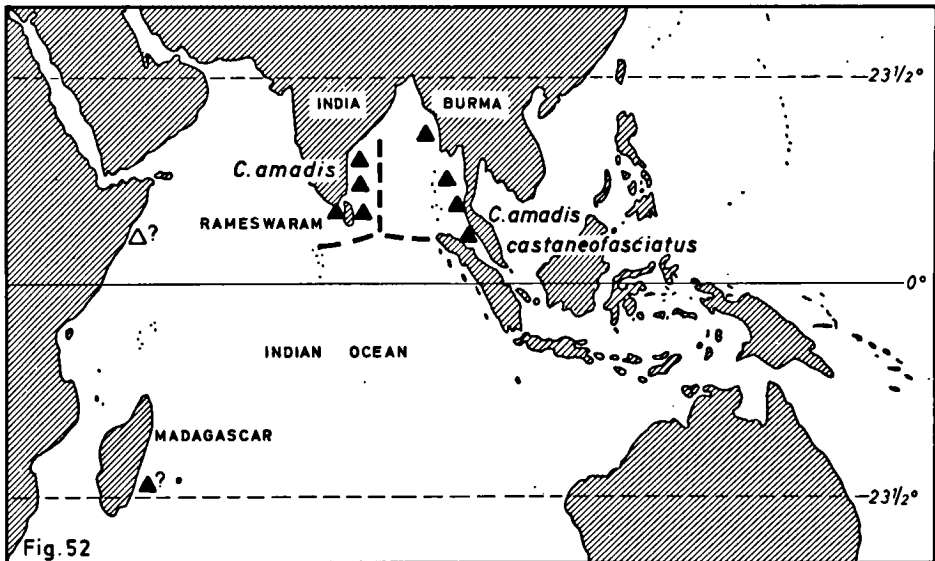 23½°
INDIA
BURMA
C. amadis
RAMESWARAM
C. amadis
castaneofasciatus
?
0°
INDIAN OCEAN
MADAGASCAR
?
23½°
Fig. 52